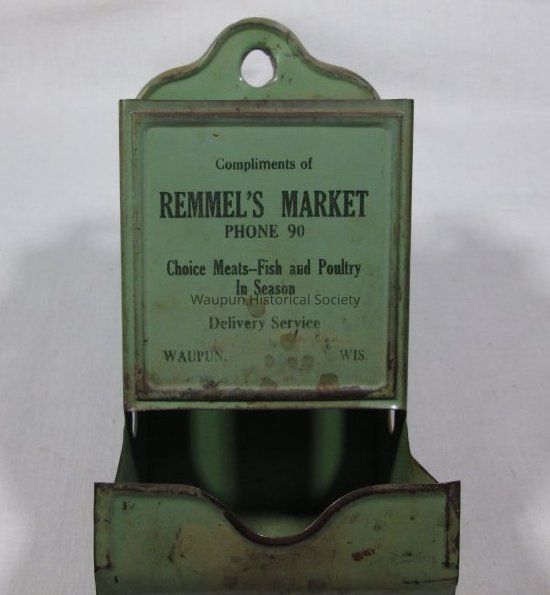 Compliments of
REMMEL'S MARKET
PHONE 90
Choice Meats--Fish and Poultry
In Season
Waupun Historical Society
Delivery Service
WAUPUN. WIS.